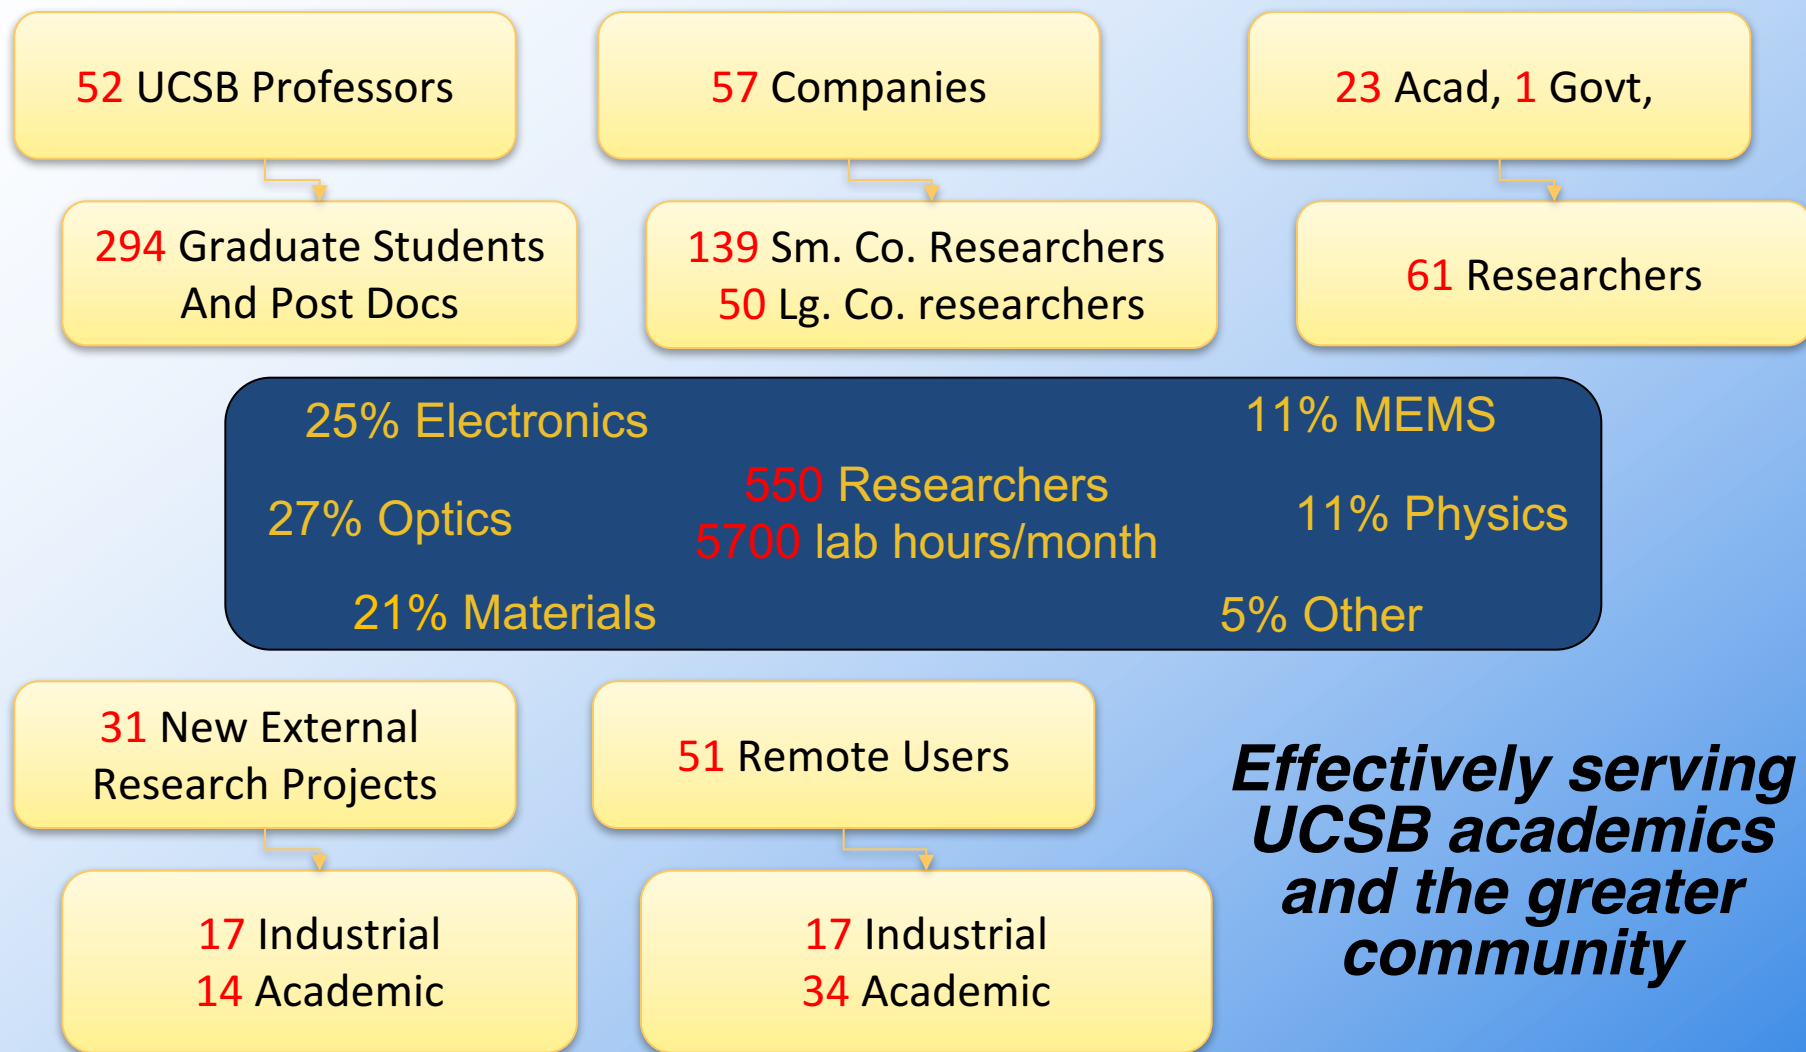 52 UCSB Professors
57 Companies
23 Acad, 1 Govt,
294 Graduate Students
And Post Docs
139 Sm. Co. Researchers
50 Lg. Co. researchers
61 Researchers
25% Electronics
11% MEMS
550 Researchers
27% Optics
11% Physics
5700 lab hours/month
21% Materials
5% Other
31 New External
Research Projects
51 Remote Users
17 Industrial
14 Academic
17 Industrial
34 Academic
Effectively serving
UCSB academics
and the greater
community